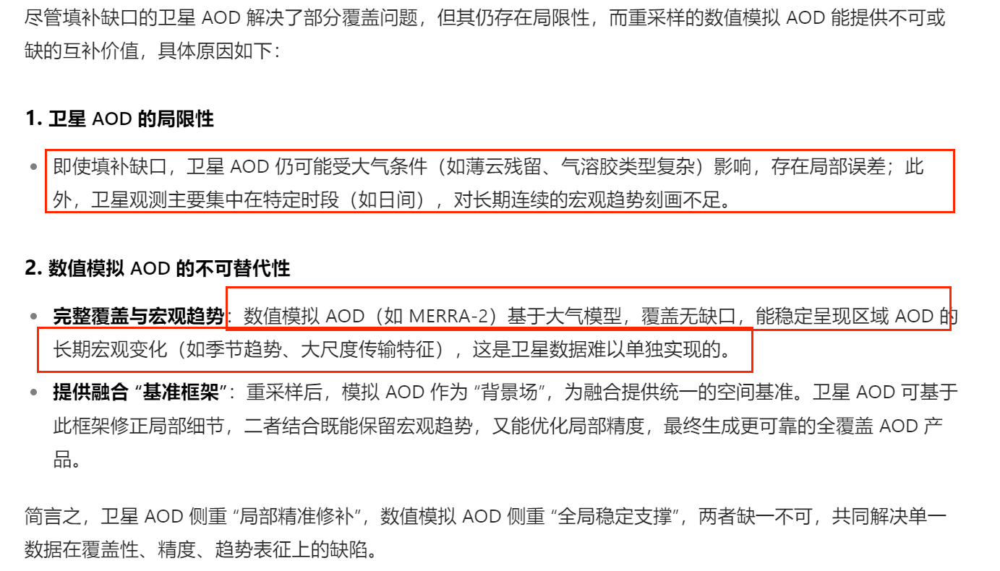 尽管填补缺口的卫星 AOD 解决了部分覆盖问题，但其仍存在局限性，而重采样的数值模拟 AOD 能提供不可或
缺的互补价值，具体原因如下：
1. 卫星 AOD 的局限性
• 即使填补缺口，卫星 AOD 仍可能受大气条件（如薄云残留、气溶胶类型复杂）影响，存在局部误差；此
外，卫星观测主要集中在特定时段（如日间），对长期连续的宏观趋势刻画不足。
2. 数值模拟 AOD 的不可替代性
• 完整覆盖与宏观趋势：数值模拟 AOD（如 MERRA-2）基于大气模型，覆盖无缺口，能稳定呈现区域 AOD 的
长期宏观变化（如季节趋势、大尺度传输特征），这是卫星数据难以单独实现的。
• 提供融合 “基准框架”：重采样后，模拟 AOD 作为 “背景场”，为融合提供统一的空间基准。卫星 AOD 可基于
此框架修正局部细节，二者结合既能保留宏观趋势，又能优化局部精度，最终生成更可靠的全覆盖 AOD 产
品。
简言之，卫星 AOD 侧重 “局部精准修补”，数值模拟 AOD 侧重 “全局稳定支撑”，两者缺一不可，共同解决单一
数据在覆盖性、精度、趋势表征上的缺陷。